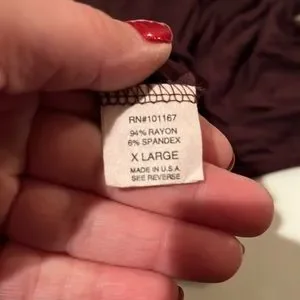 RN#101167
94% RAYON
6% SPANDEX
X LARGE
MADE IN U.S.A
SEE REVERSE